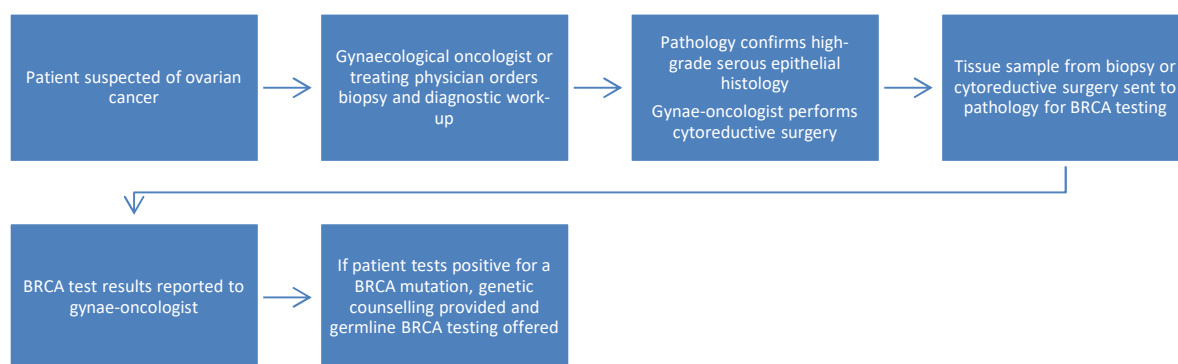 Patient suspected of ovarian
cancer
Gynaecological oncologist or
treating physician orders
biopsy and diagnostic work-
up
Pathology confirms high-
grade serous epithelial
histology
Gynae-oncologist performs
cytoreductive surgery
Tissue sample from biopsy or
cytoreductive surgery sent to
pathology for BRCA testing
BRCA test results reported to
gynae-oncologist
If patient tests positive for a
BRCA mutation, genetic
counselling provided and
germline BRCA testing offered